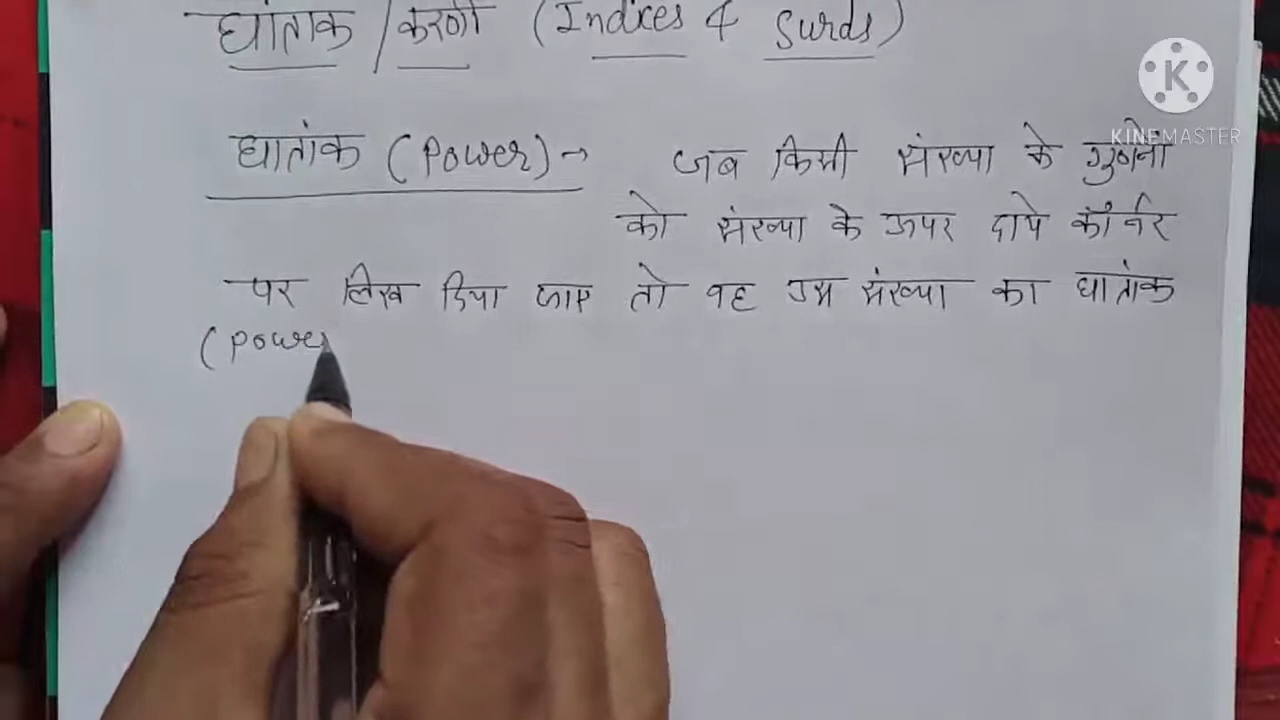 घातांक / करणी (Indices & Surds)
K
KINEMASTER
घातांक (Power) → जब किसी संख्या के गुणनो
को संख्या के ऊपर दाये कॉर्नर
पर लिख दिया जाए तो वह उस संख्या का घातांक
(Power